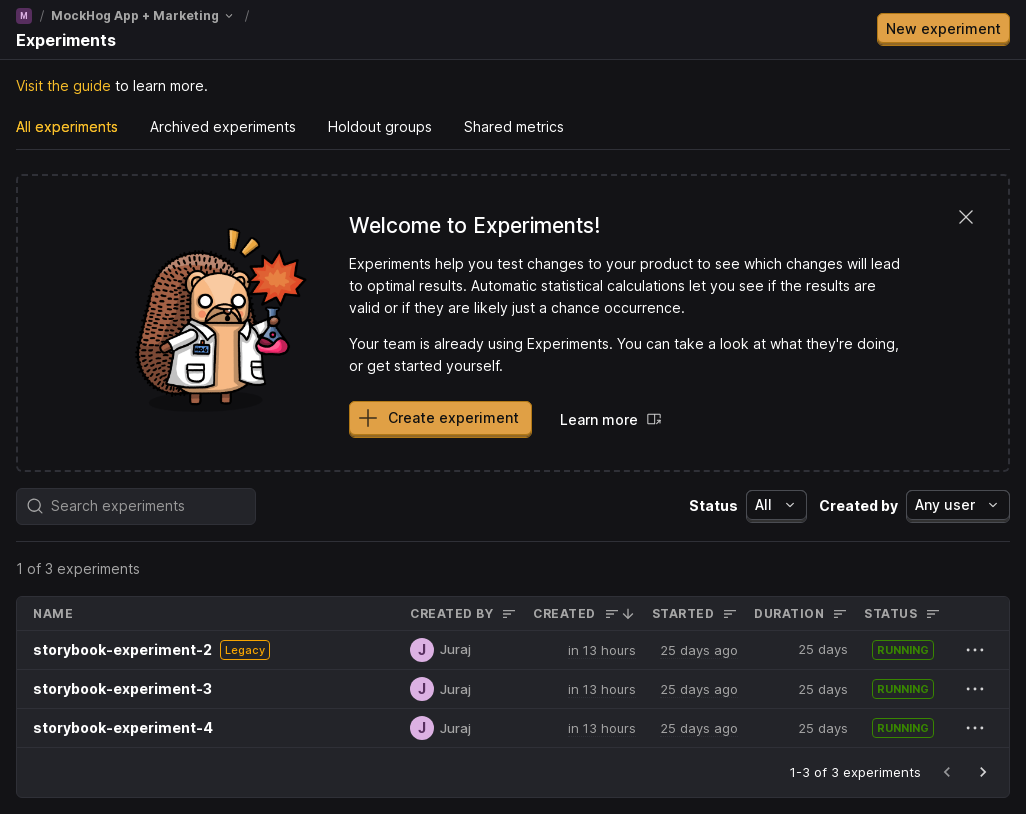 M / MockHog App + Marketing /
Experiments
New experiment
Visit the guide to learn more.
All experiments Archived experiments Holdout groups Shared metrics
Welcome to Experiments!
Experiments help you test changes to your product to see which changes will lead
to optimal results. Automatic statistical calculations let you see if the results are
valid or if they are likely just a chance occurrence.
Your team is already using Experiments. You can take a look at what they're doing,
or get started yourself.
Create experiment Learn more
Search experiments Status All Created by Any user
1 of 3 experiments
NAME CREATED BY CREATED STARTED DURATION STATUS
storybook-experiment-2 Legacy J Juraj in 13 hours 25 days ago 25 days RUNNING
storybook-experiment-3 J Juraj in 13 hours 25 days ago 25 days RUNNING
storybook-experiment-4 J Juraj in 13 hours 25 days ago 25 days RUNNING
1-3 of 3 experiments